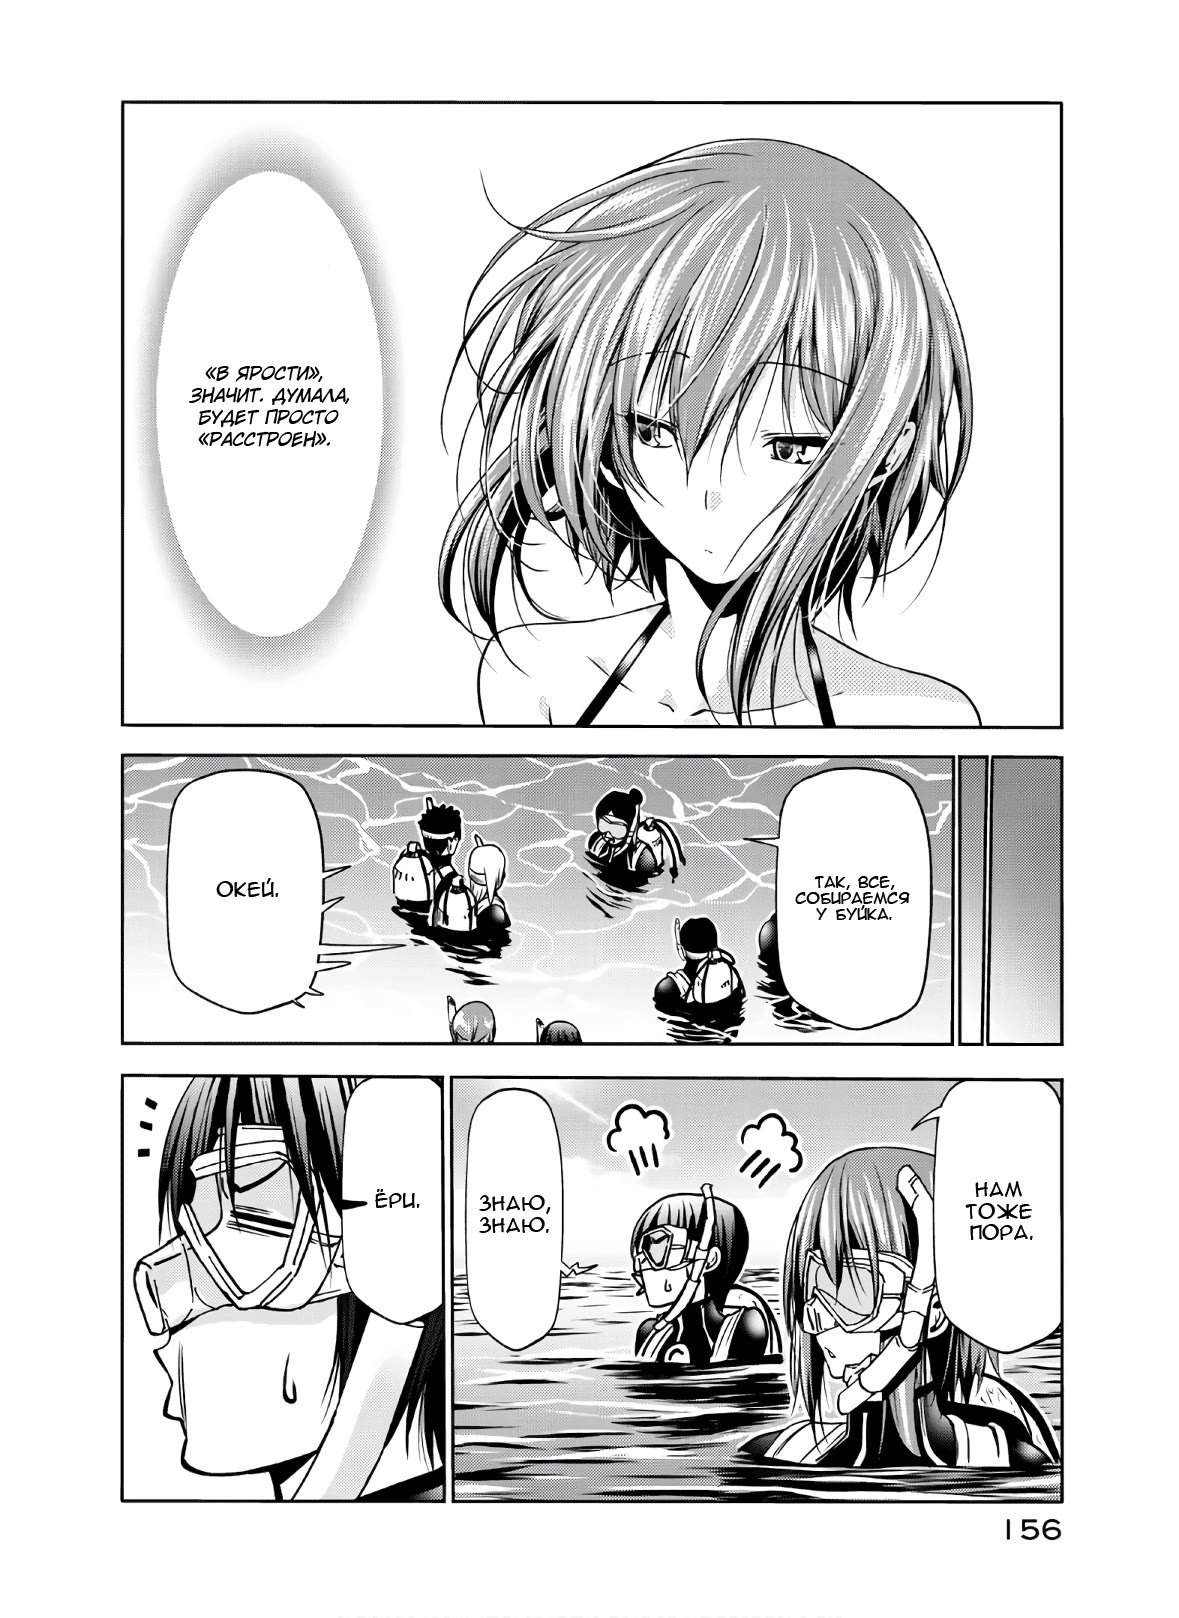 «В ЯРОСТИ»,
ЗНАЧИТ. ДУМАЛА,
БУДЕТ ПРОСТО
«РАССТРОЕН».
ТАК, ВСЕ,
СОБИРАЕМСЯ
У БУЙКА.
ОКЕЙ.
НАМ
ТОЖЕ
ПОРА.
ЗНАЮ,
ЗНАЮ.
ЁРИ.
156